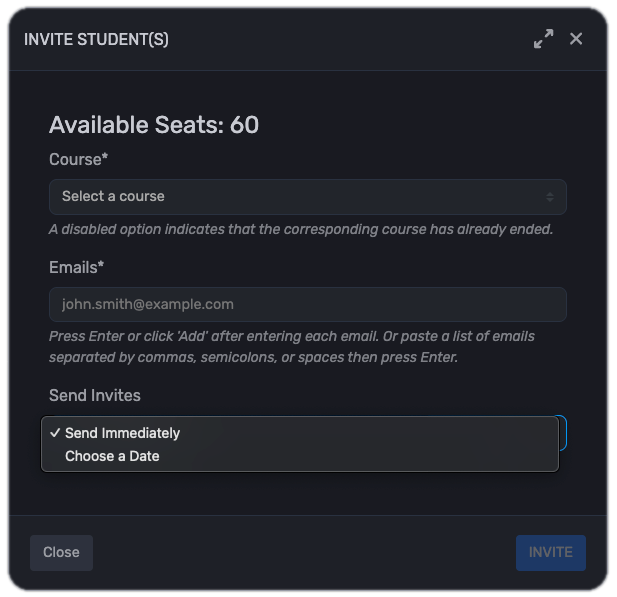 INVITE STUDENT(S)
Available Seats: 60
Course*
Select a course
A disabled option indicates that the corresponding course has already ended.
Emails*
john.smith@example.com
Press Enter or click 'Add' after entering each email. Or paste a list of emails
separated by commas, semicolons, or spaces then press Enter.
Send Invites
✓ Send Immediately
Choose a Date
Close
INVITE